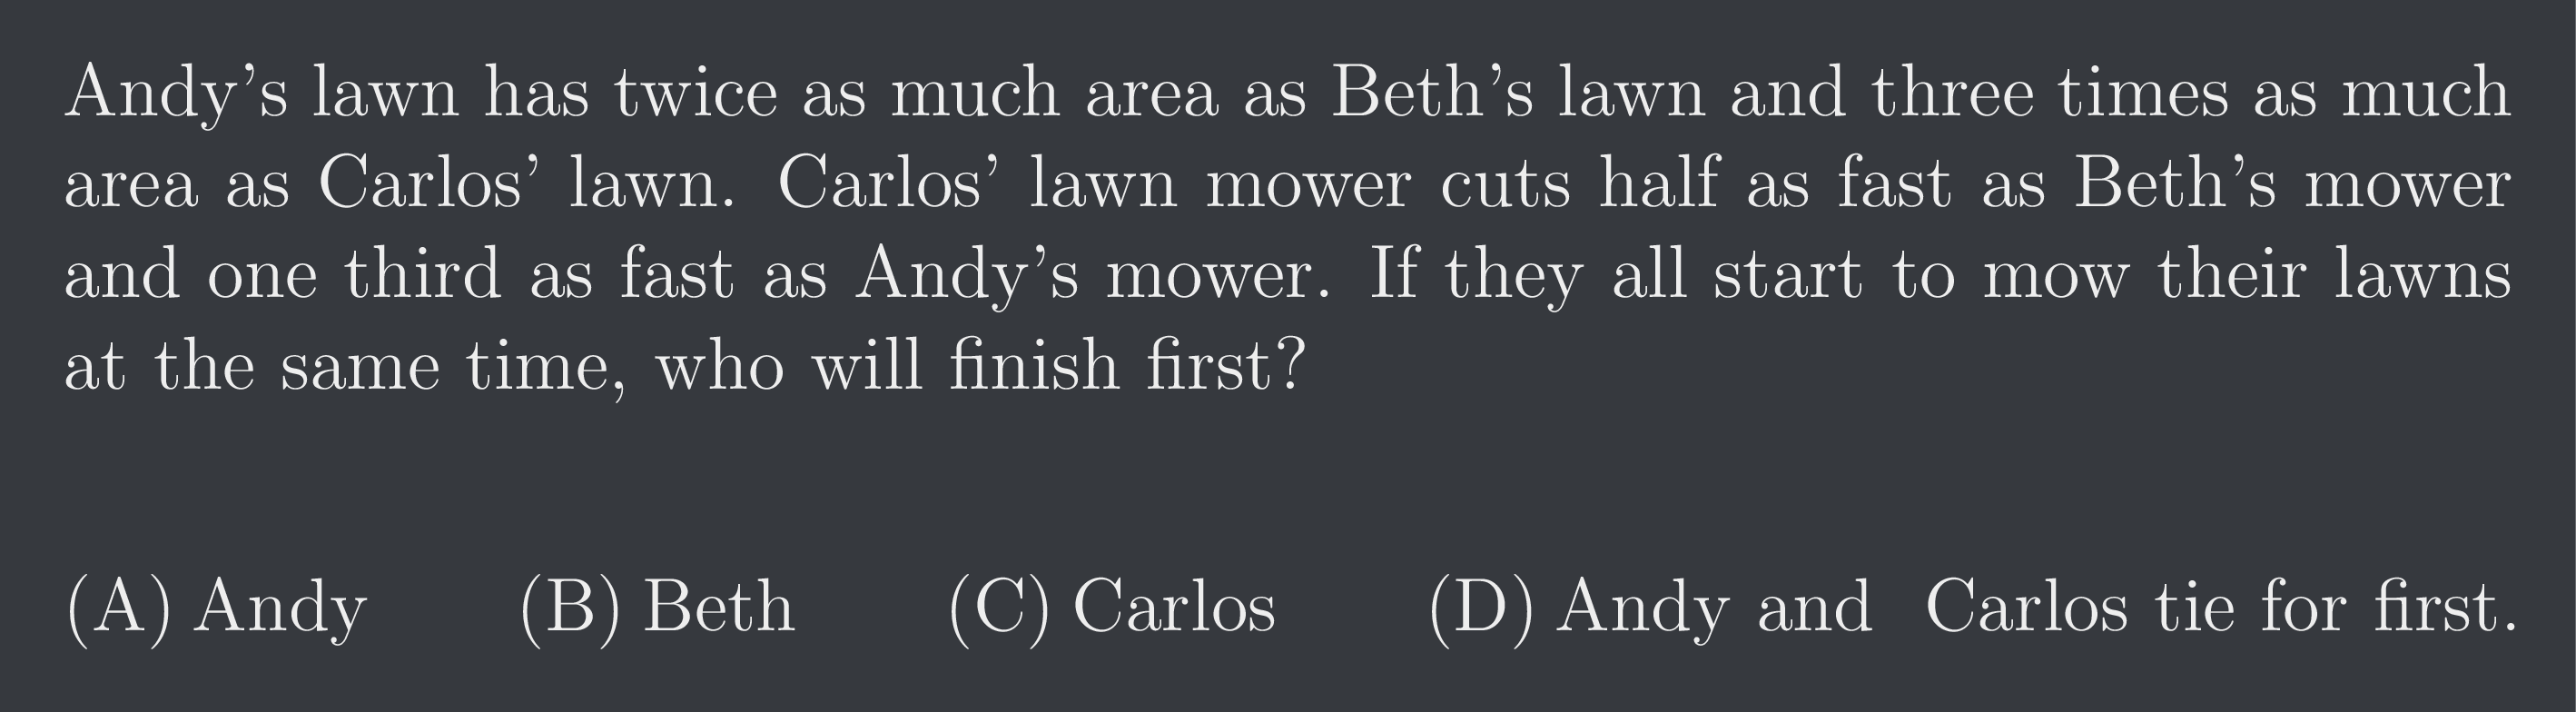 Andy’s lawn has twice as much area as Beth’s lawn and three times as much
area as Carlos’ lawn. Carlos’ lawn mower cuts half as fast as Beth’s mower
and one third as fast as Andy’s mower. If they all start to mow their lawns
at the same time, who will finish first?
(A) Andy (B) Beth (C) Carlos (D) Andy and Carlos tie for first.